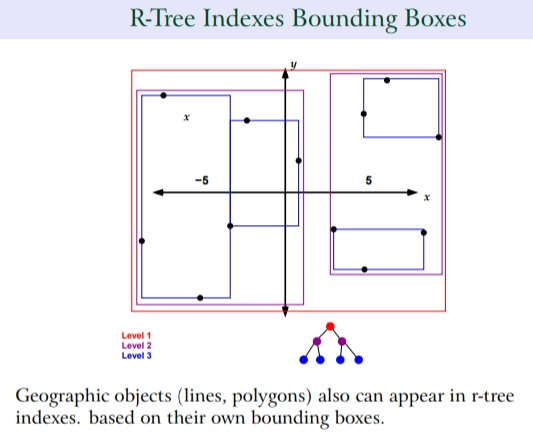 R-Tree Indexes Bounding Boxes
y
x
-5
5
x
Level 1
Level 2
Level 3
Geographic objects (lines, polygons) also can appear in r-tree
indexes. based on their own bounding boxes.